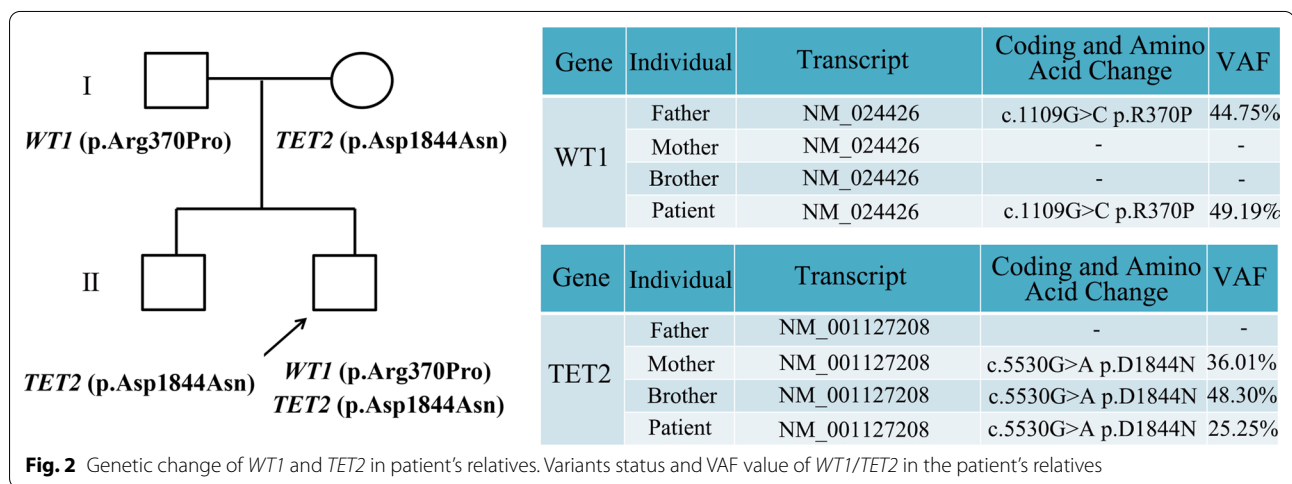 I
WT1 (p.Arg370Pro)
TET2 (p.Asp1844Asn)
II
TET2 (p.Asp1844Asn)
WT1 (p.Arg370Pro)
TET2 (p.Asp1844Asn)
Gene Individual Transcript Coding and Amino Acid Change VAF
WT1
Father NM_024426 c.1109G>C p.R370P 44.75%
Mother NM_024426 - -
Brother NM_024426 - -
Patient NM_024426 c.1109G>C p.R370P 49.19%
Gene Individual Transcript Coding and Amino Acid Change VAF
TET2
Father NM_001127208 - -
Mother NM_001127208 c.5530G>A p.D1844N 36.01%
Brother NM_001127208 c.5530G>A p.D1844N 48.30%
Patient NM_001127208 c.5530G>A p.D1844N 25.25%
Fig. 2 Genetic change of WT1 and TET2 in patient's relatives. Variants status and VAF value of WT1/TET2 in the patient's relatives